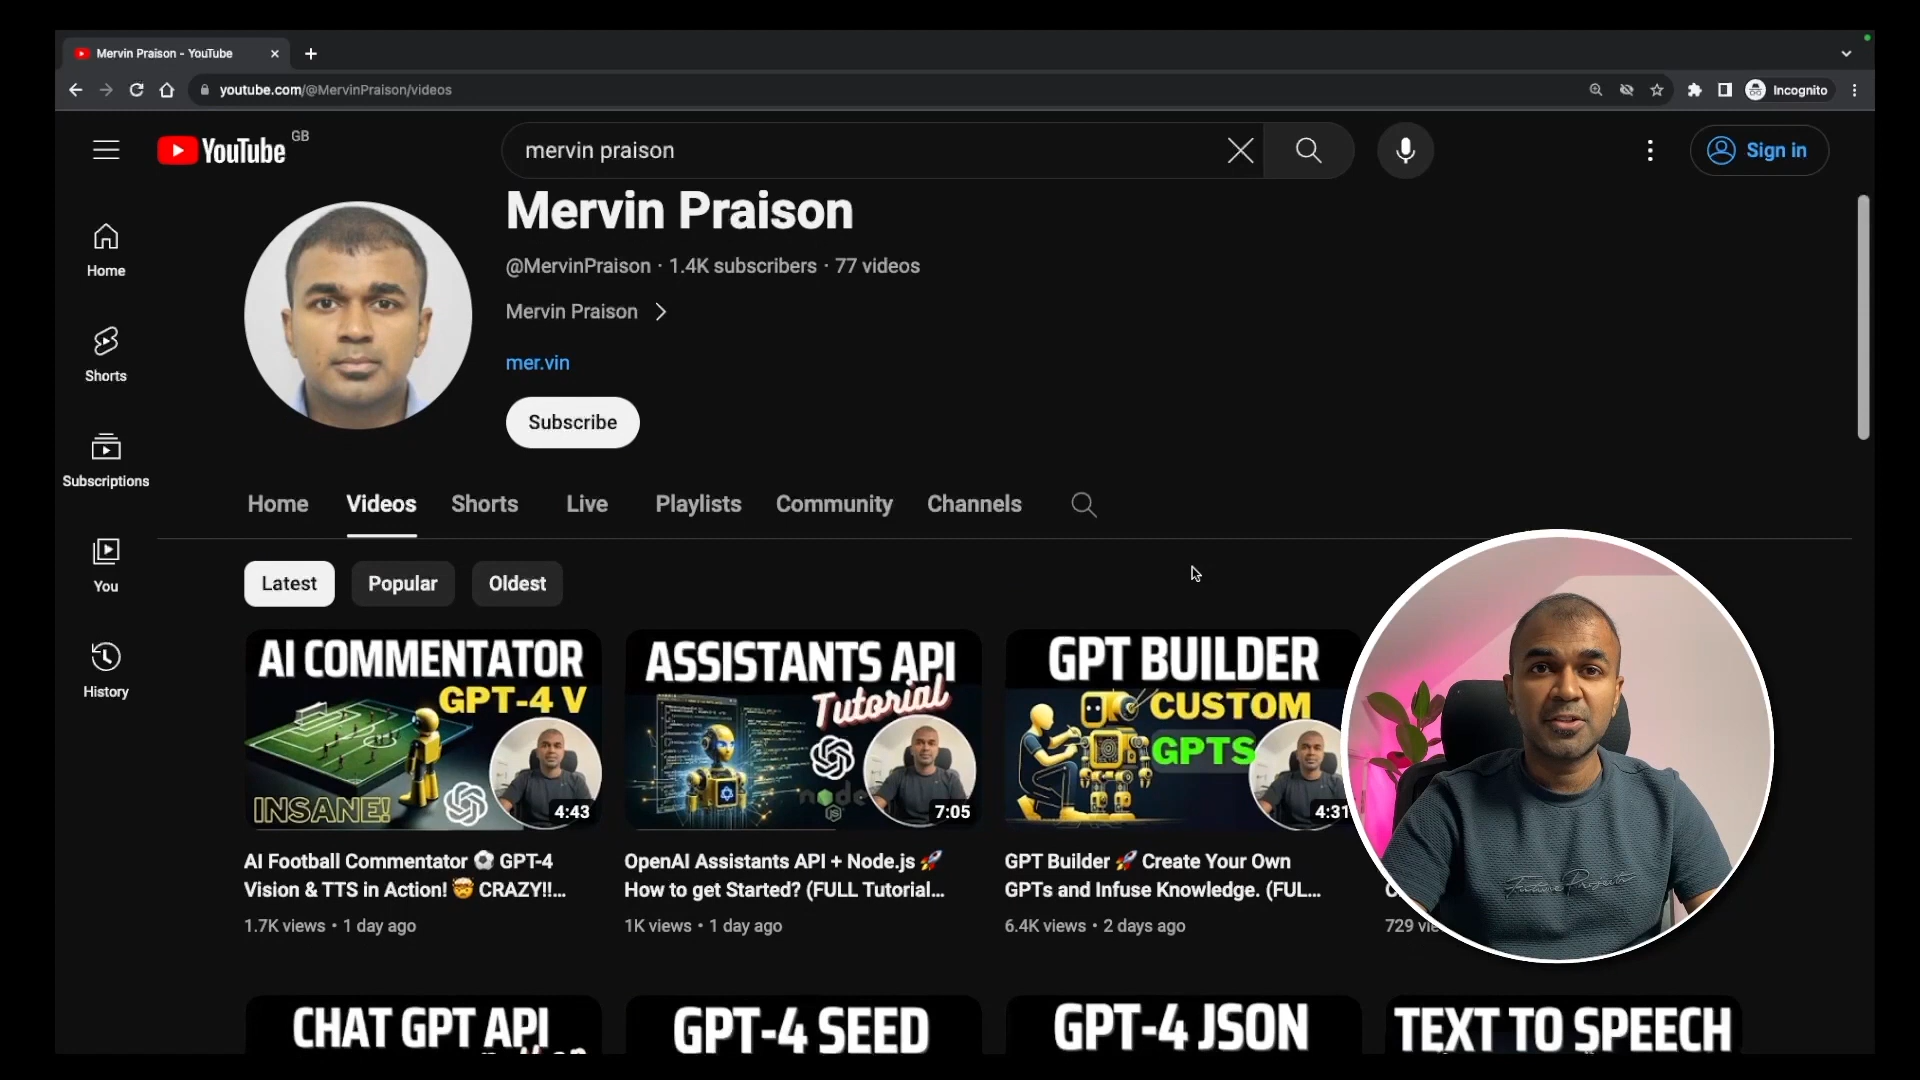 Mervin Praison - YouTube
youtube.com/@MervinPraison/videos
Incognito
YouTube GB
mervin praison
Sign in
Mervin Praison
@MervinPraison · 1.4K subscribers · 77 videos
Mervin Praison
mer.vin
Subscribe
Home
Shorts
Subscriptions
You
History
Home Videos Shorts Live Playlists Community Channels
Latest Popular Oldest
AI COMMENTATOR
GPT-4 V
INSANE!
4:43
AI Football Commentator ⚽ GPT-4
Vision & TTS in Action! 🤯 CRAZY!!...
1.7K views • 1 day ago
ASSISTANTS API
Tutorial
node
JS
7:05
OpenAI Assistants API + Node.js 🚀
How to get Started? (FULL Tutorial...
1K views • 1 day ago
GPT BUILDER
CUSTOM
GPTS
4:31
GPT Builder 🚀 Create Your Own
GPTs and Infuse Knowledge. (FUL...
6.4K views • 2 days ago
729
Future Projects
CHAT GPT API
GPT-4 SEED
GPT-4 JSON
TEXT TO SPEECH